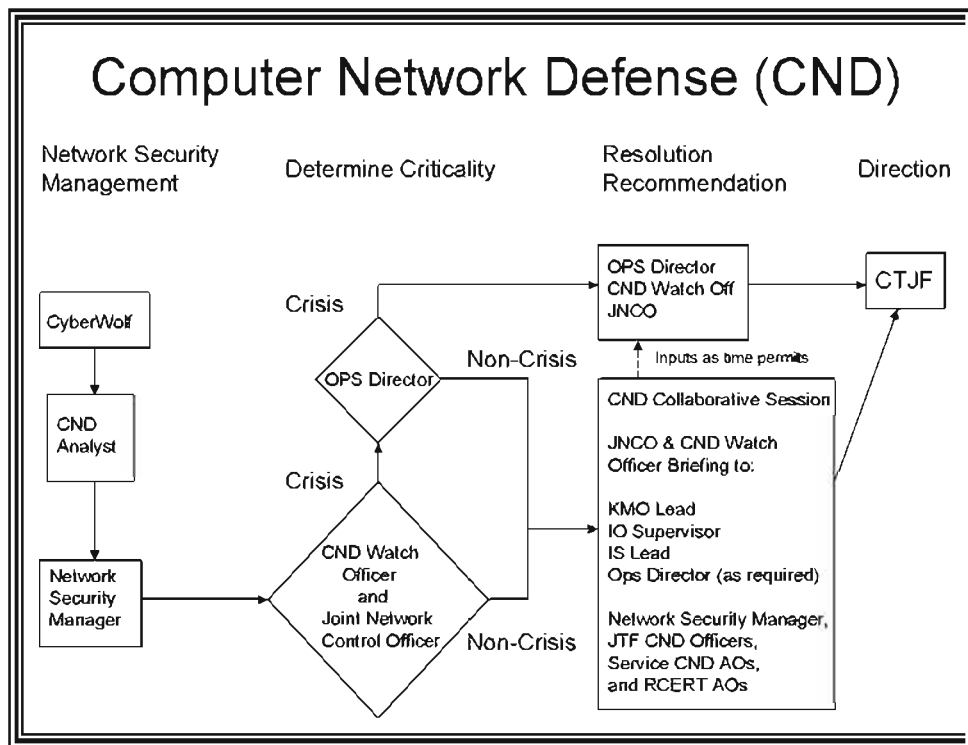 Computer Network Defense (CND)
Network Security
Management
Determine Criticality
Resolution
Recommendation
Direction
CyberWolf
CND
Analyst
Network
Security
Manager
Crisis
OPS Director
Non-Crisis
Crisis
CND Watch
Officer
and
Joint Network
Control Officer
Non-Crisis
OPS Director
CND Watch Off
JNCO
CTJF
Inputs as time permits
CND Collaborative Session
JNCO & CND Watch
Officer Briefing to:
KMO Lead
IO Supervisor
IS Lead
Ops Director (as required)
Network Security Manager,
JTF CND Officers,
Service CND AOs,
and RCERT AOs